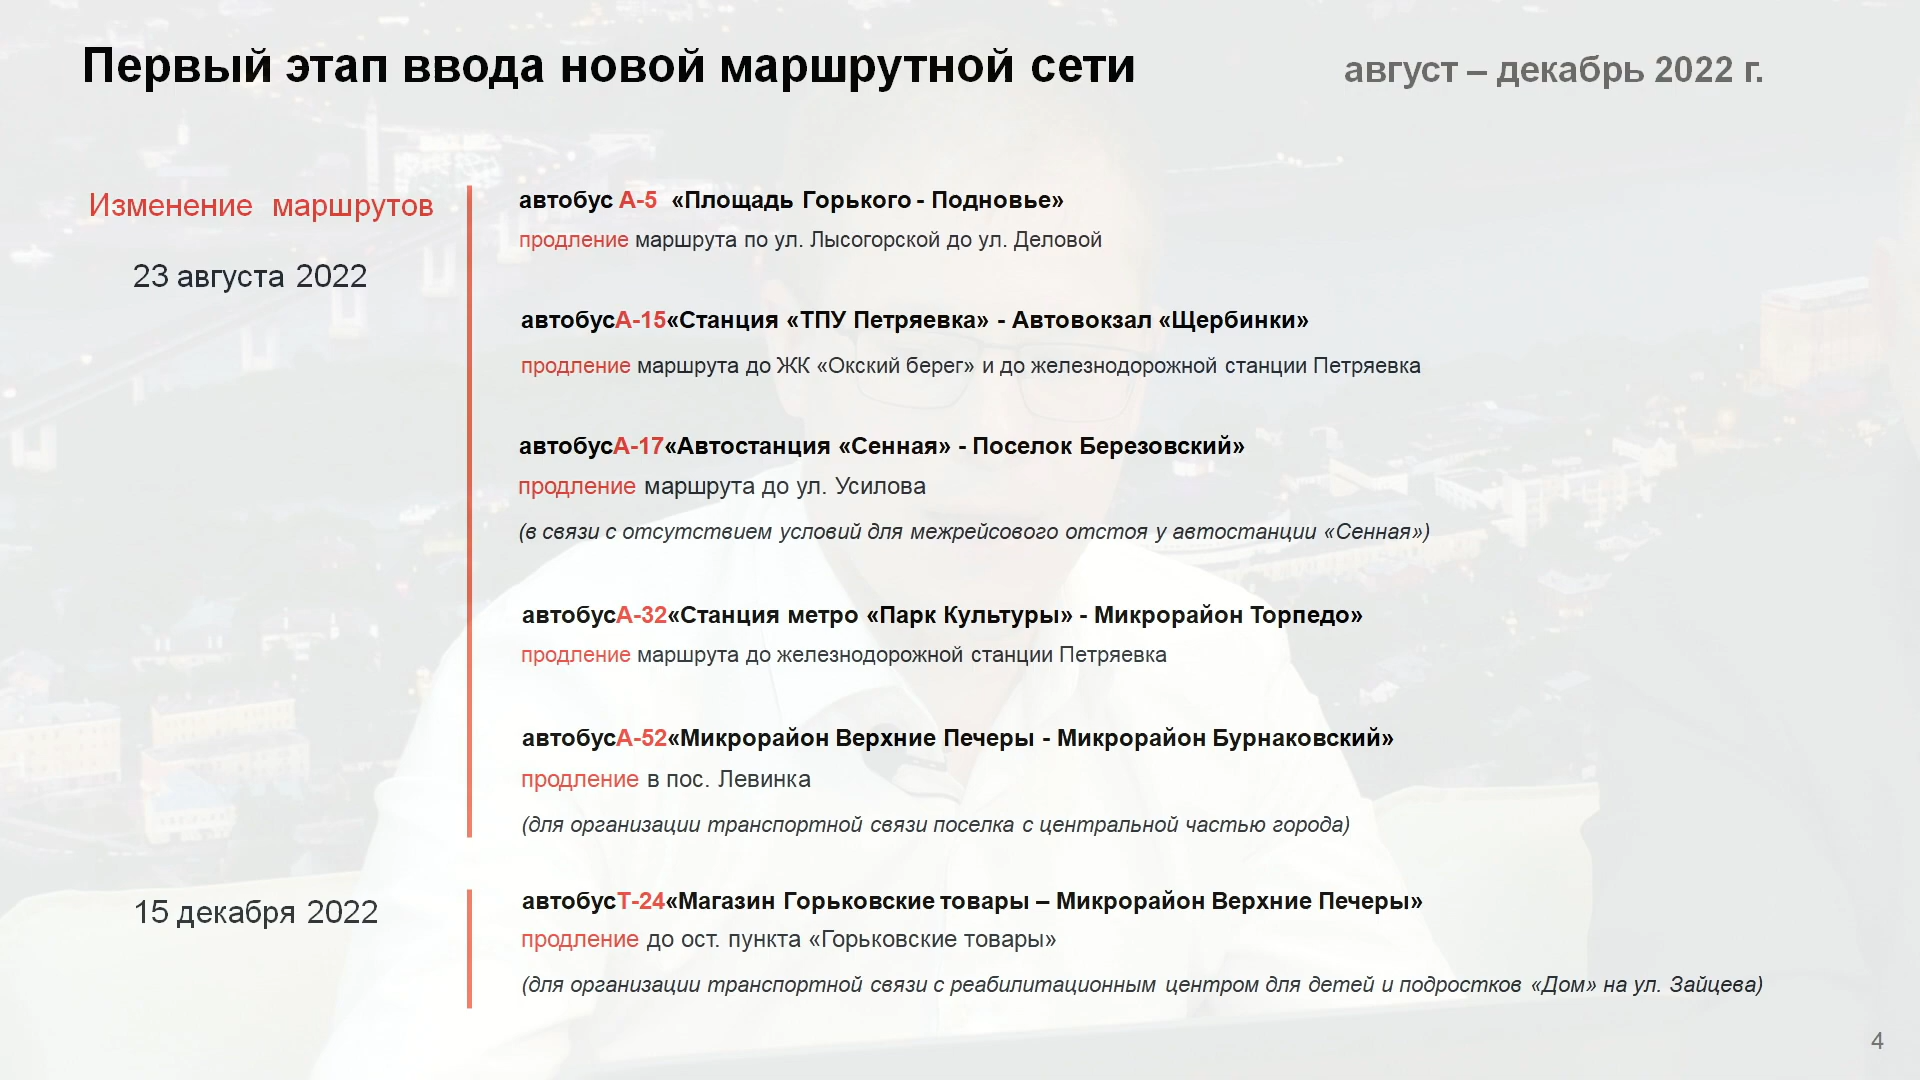 Первый этап ввода новой маршрутной сети
август – декабрь 2022 г.
Изменение маршрутов
23 августа 2022
автобус А-5 «Площадь Горького - Подновье»
продление маршрута по ул. Лысогорской до ул. Деловой
автобусА-15«Станция «ТПУ Петряевка» - Автовокзал «Щербинки»
продление маршрута до ЖК «Окский берег» и до железнодорожной станции Петряевка
автобусА-17«Автостанция «Сенная» - Поселок Березовский»
продление маршрута до ул. Усилова
(в связи с отсутствием условий для межрейсового отстоя у автостанции «Сенная»)
автобусА-32«Станция метро «Парк Культуры» - Микрорайон Торпедо»
продление маршрута до железнодорожной станции Петряевка
автобусА-52«Микрорайон Верхние Печеры - Микрорайон Бурнаковский»
продление в пос. Левинка
(для организации транспортной связи поселка с центральной частью города)
15 декабря 2022
автобусТ-24«Магазин Горьковские товары – Микрорайон Верхние Печеры»
продление до ост. пункта «Горьковские товары»
(для организации транспортной связи с реабилитационным центром для детей и подростков «Дом» на ул. Зайцева)
4